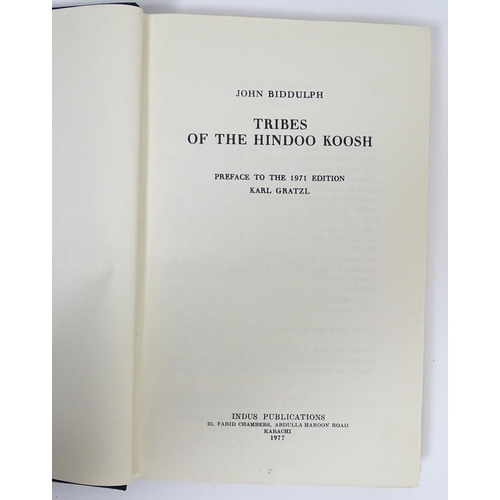 JOHN BIDDULPH
TRIBES
OF THE HINDOO KOOSH
PREFACE TO THE 1971 EDITION
KARL GRATZL
INDUS PUBLICATIONS
25, FARID CHAMBERS, ABDULLA HAROON ROAD.
KARACHI
1977